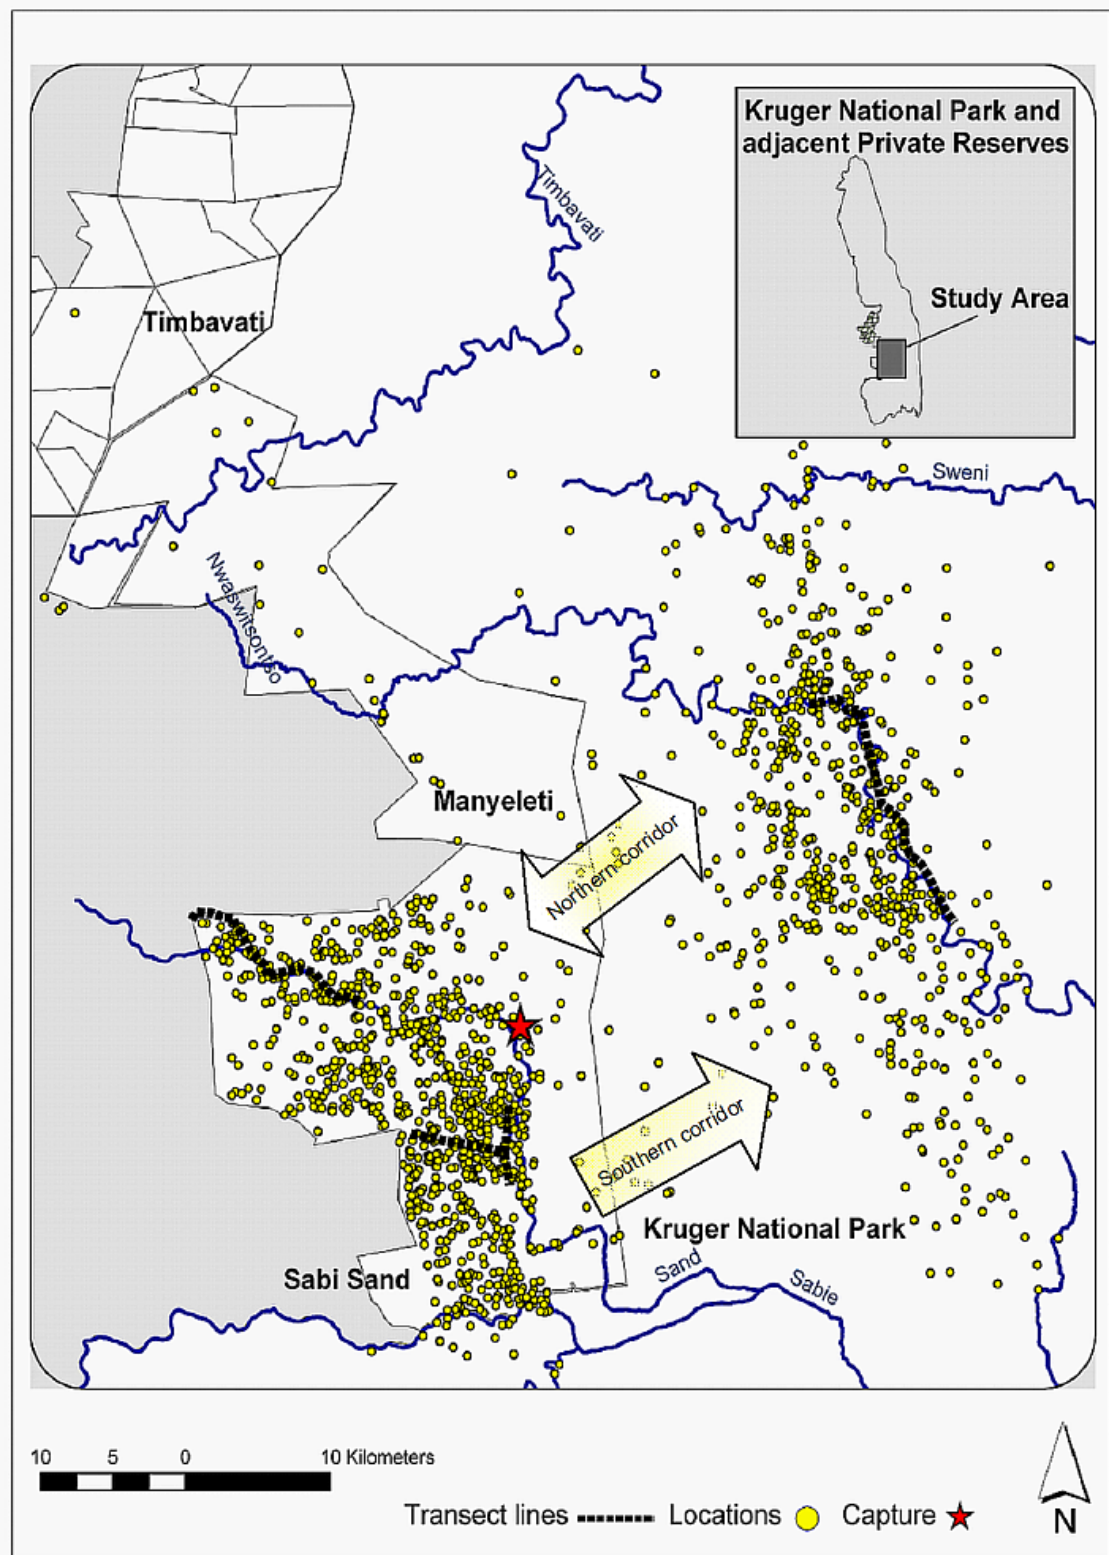 Kruger National Park and
adjacent Private Reserves
Timbavati
Study Area
Timbavati
Sweni
Nwaswitsontso
Manyeleti
Northern corridor
Southern corridor
Kruger National Park
Sabi Sand
Sand
Sabie
10 5 0 10 Kilometers
Transect lines Locations Capture
N